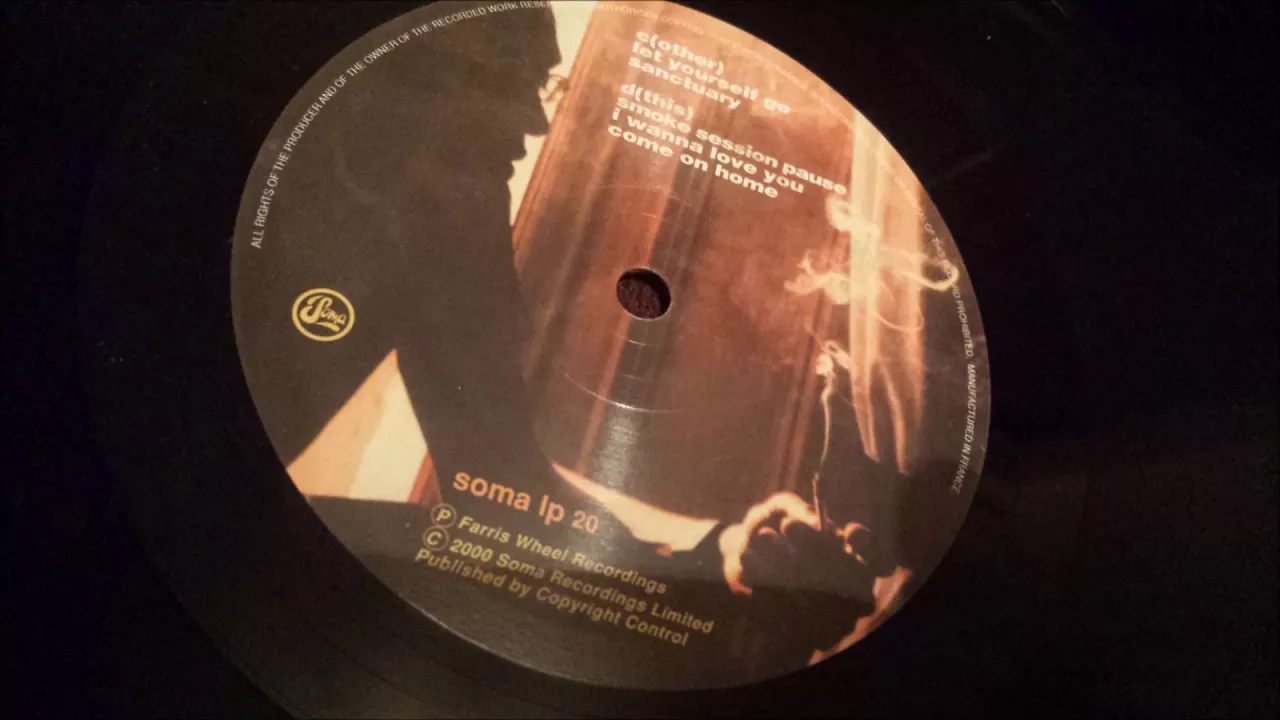 ALL RIGHTS OF THE PRODUCER AND OF THE OWNER OF THE RECORDED WORK
PROHIBITED. MANUFACTURED IN FRANCE
c(other)
let yourself go
sanctuary
d(this)
smoke session pause
i wanna love you
come on home
Soma
soma lp 20
℗ Farris Wheel Recordings
© 2000 Soma Recordings Limited
Published by Copyright Control